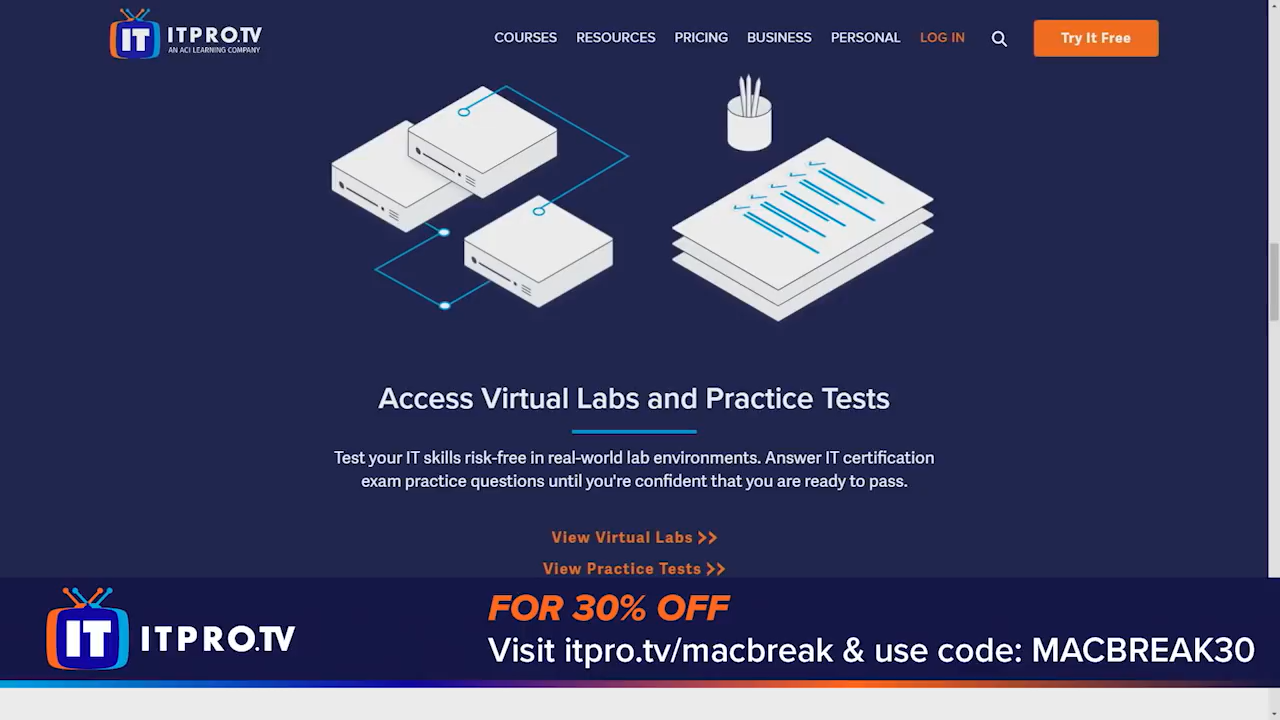 IT ITPRO.TV
AN ACI LEARNING COMPANY
COURSES RESOURCES PRICING BUSINESS PERSONAL LOG IN Try It Free
Access Virtual Labs and Practice Tests
Test your IT skills risk-free in real-world lab environments. Answer IT certification
exam practice questions until you're confident that you are ready to pass.
View Virtual Labs >>
View Practice Tests >>
IT ITPRO.TV
FOR 30% OFF
Visit itpro.tv/macbreak & use code: MACBREAK30